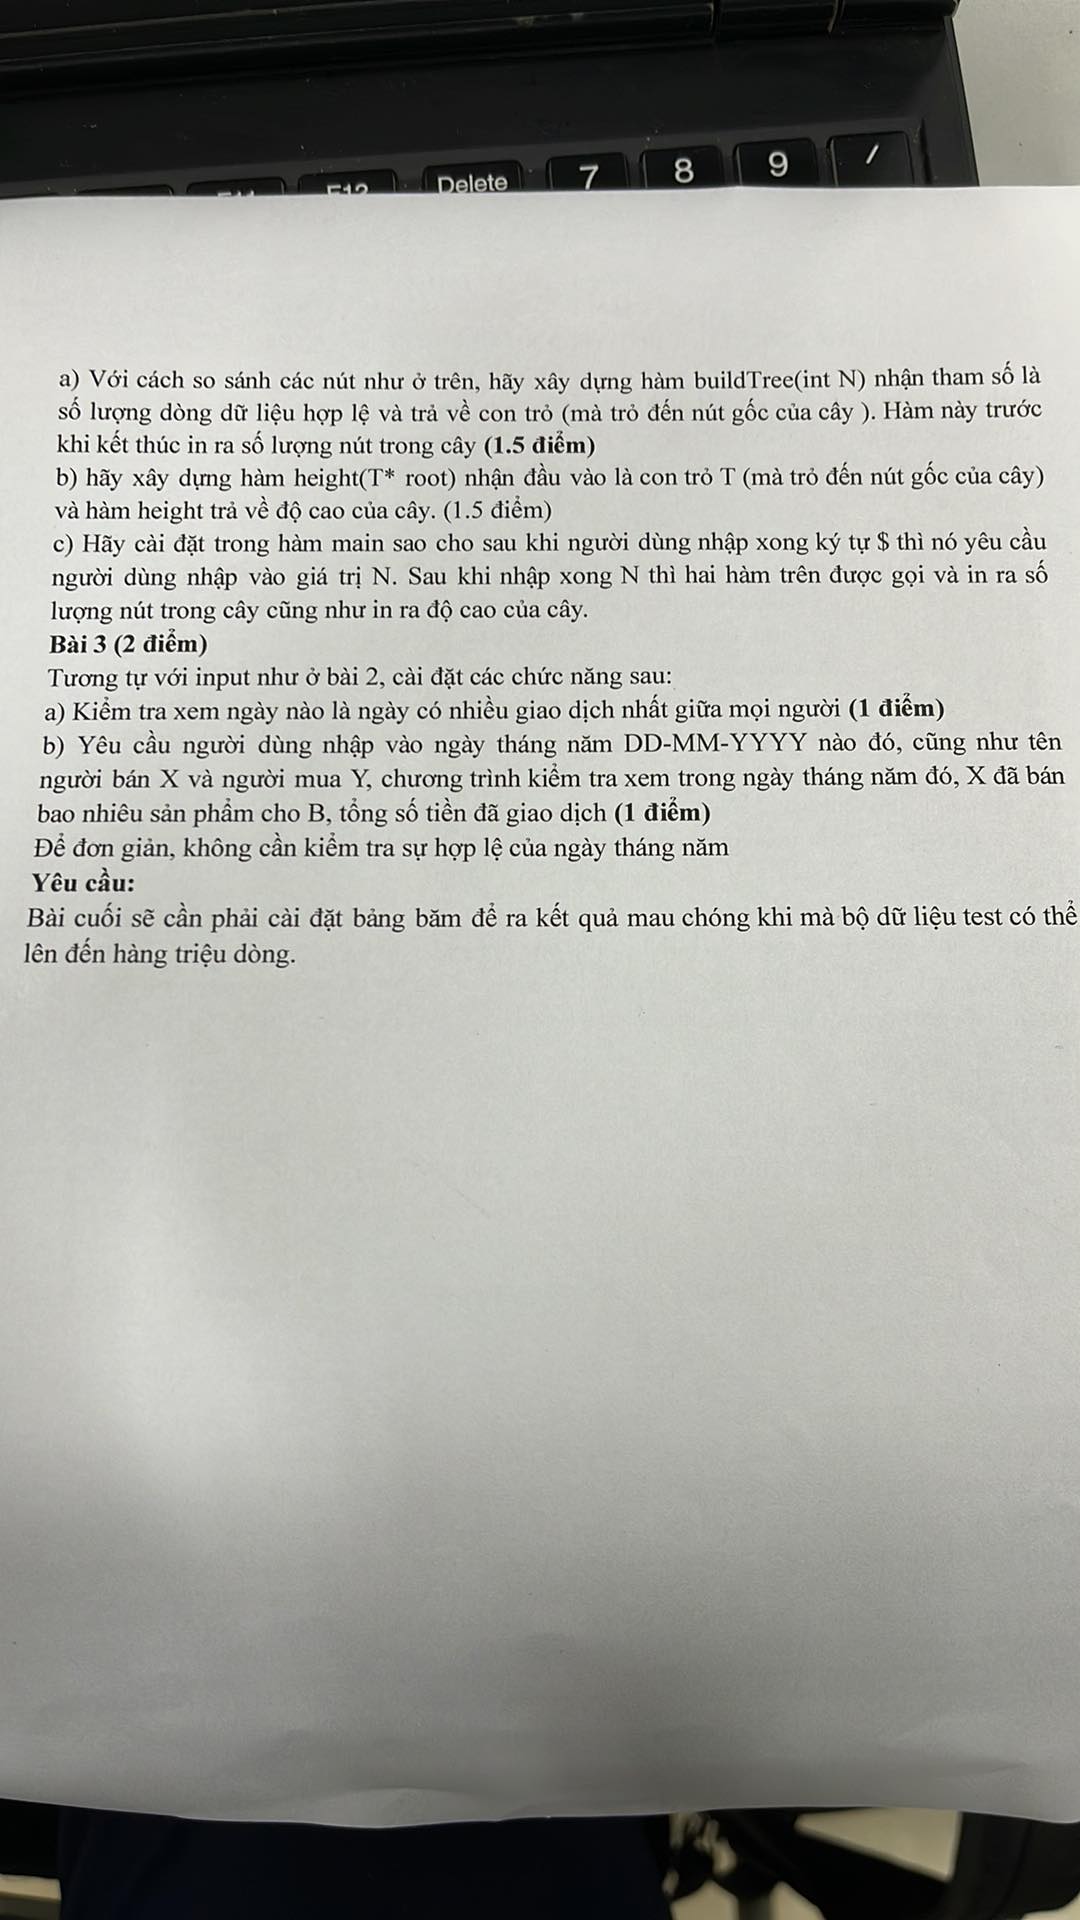 Delete
7
8
9
/
a) Với cách so sánh các nút như ở trên, hãy xây dựng hàm buildTree(int N) nhận tham số là
số lượng dòng dữ liệu hợp lệ và trả về con trỏ (mà trỏ đến nút gốc của cây ). Hàm này trước
khi kết thúc in ra số lượng nút trong cây (1.5 điểm)
b) hãy xây dựng hàm height(T* root) nhận đầu vào là con trỏ T (mà trỏ đến nút gốc của cây)
và hàm height trả về độ cao của cây. (1.5 điểm)
c) Hãy cài đặt trong hàm main sao cho sau khi người dùng nhập xong ký tự $ thì nó yêu cầu
người dùng nhập vào giá trị N. Sau khi nhập xong N thì hai hàm trên được gọi và in ra số
lượng nút trong cây cũng như in ra độ cao của cây.
Bài 3 (2 điểm)
Tương tự với input như ở bài 2, cài đặt các chức năng sau:
a) Kiểm tra xem ngày nào là ngày có nhiều giao dịch nhất giữa mọi người (1 điểm)
b) Yêu cầu người dùng nhập vào ngày tháng năm DD-MM-YYYY nào đó, cũng như tên
người bán X và người mua Y, chương trình kiểm tra xem trong ngày tháng năm đó, X đã bán
bao nhiêu sản phẩm cho B, tổng số tiền đã giao dịch (1 điểm)
Để đơn giản, không cần kiểm tra sự hợp lệ của ngày tháng năm
Yêu cầu:
Bài cuối sẽ cần phải cài đặt bảng băm để ra kết quả mau chóng khi mà bộ dữ liệu test có thể
lên đến hàng triệu dòng.